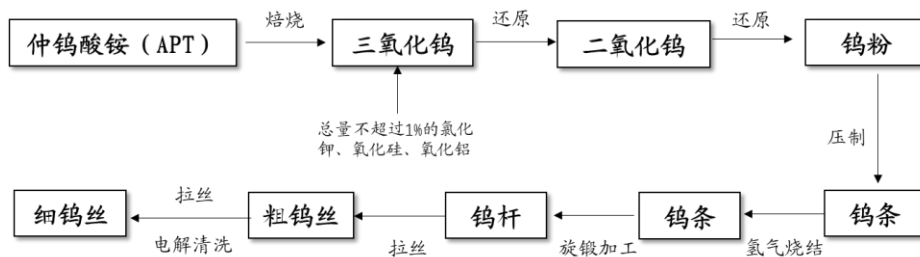 仲钨酸铵（APT）
焙烧
三氧化钨
还原
二氧化钨
还原
钨粉
总量不超过1%的氯化
钾、氧化硅、氧化铝
压制
钨条
氢气烧结
钨条
旋锻加工
钨杆
拉丝
粗钨丝
拉丝
电解清洗
细钨丝